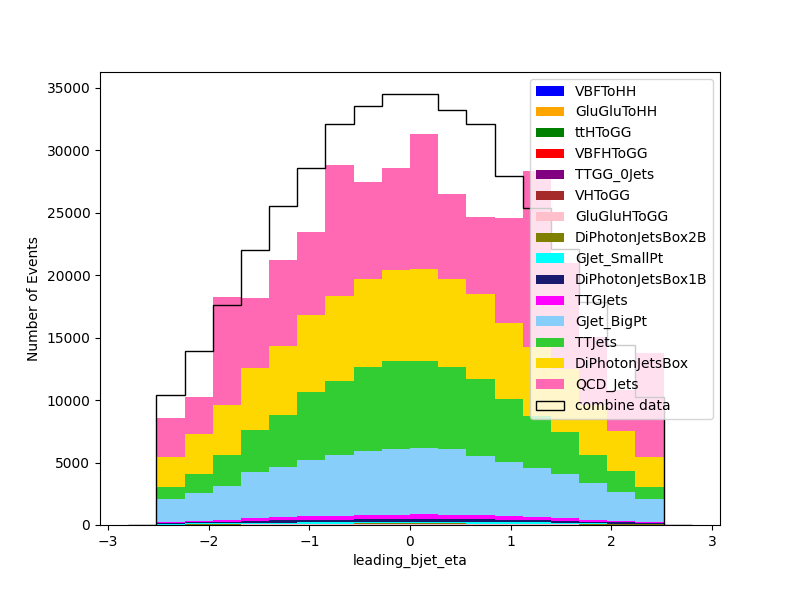 35000
30000
25000
20000
15000
10000
5000
0
Number of Events
−3
−2
−1
0
1
2
3
leading_bjet_eta
VBFToHH
GluGluToHH
ttHToGG
VBFHToGG
TTGG_0Jets
VHToGG
GluGluHToGG
DiPhotonJetsBox2B
GJet_SmallPt
DiPhotonJetsBox1B
TTGJets
GJet_BigPt
TTJets
DiPhotonJetsBox
QCD_Jets
combine data